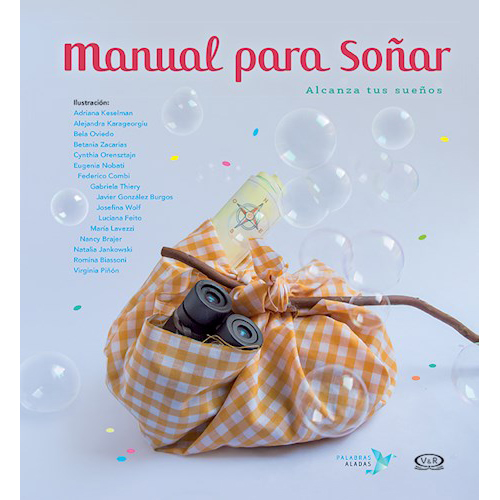 manual para Soñar
Alcanza tus sueños
Ilustración:
Adriana Keselman
Alejandra Karageorgiu
Bela Oviedo
Betania Zacarias
Cynthia Orensztajn
Eugenia Nobati
Federico Combi
Gabriela Thiery
Javier González Burgos
Josefina Wolf
Luciana Feito
María Lavezzi
Nancy Brajer
Natalia Jankowski
Romina Biassoni
Virginia Piñón
PALABRAS
ALADAS
V&R